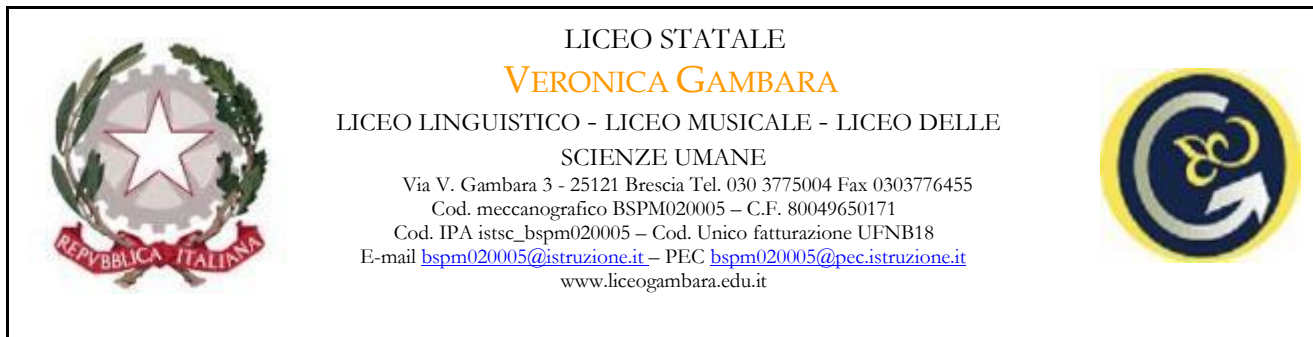 LICEO STATALE
VERONICA GAMBARA
LICEO LINGUISTICO - LICEO MUSICALE - LICEO DELLE
SCIENZE UMANE
Via V. Gambara 3 - 25121 Brescia Tel. 030 3775004 Fax 0303776455
Cod. meccanografico BSPM020005 – C.F. 80049650171
Cod. IPA istsc_bspm020005 – Cod. Unico fatturazione UFNB18
E-mail bspm020005@istruzione.it – PEC bspm020005@pec.istruzione.it
www.liceogambara.edu.it
REPVBBLICA ITALIANA